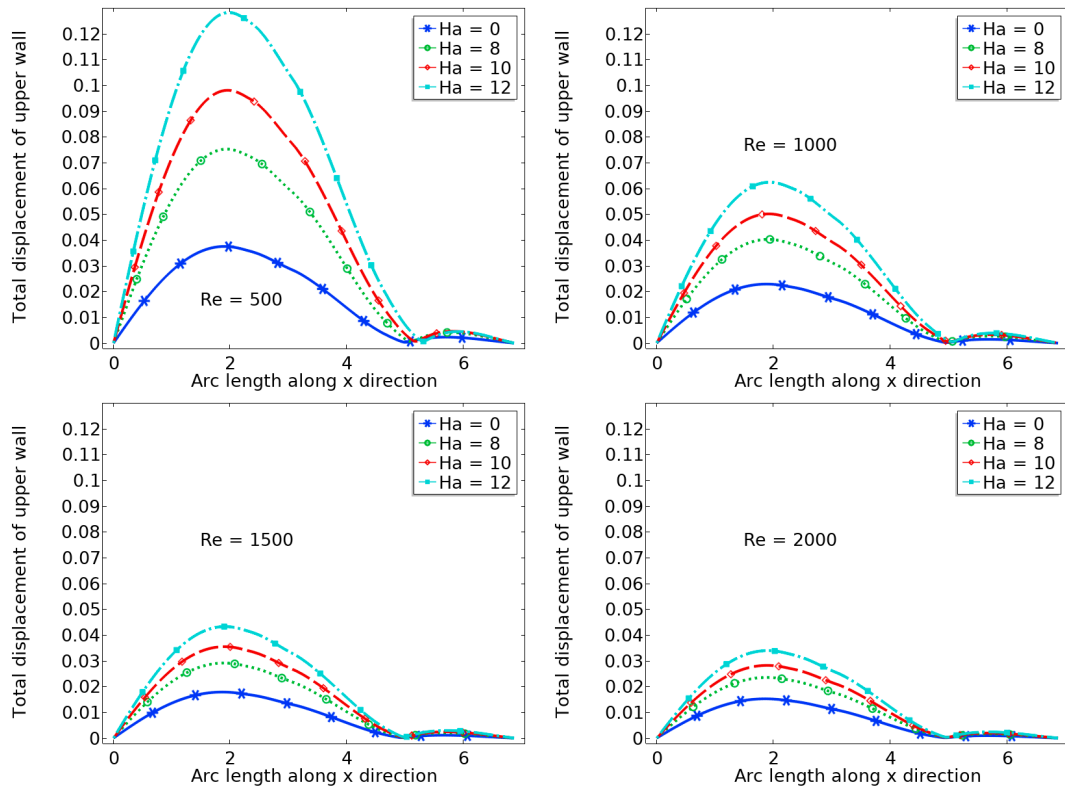 Total displacement of upper wall
0.12
0.11
0.1
0.09
0.08
0.07
0.06
0.05
0.04
0.03
0.02
0.01
0
Ha = 0
Ha = 8
Ha = 10
Ha = 12
Re = 500
0 2 4 6
Arc length along x direction
Total displacement of upper wall
0.12
0.11
0.1
0.09
0.08
0.07
0.06
0.05
0.04
0.03
0.02
0.01
0
Ha = 0
Ha = 8
Ha = 10
Ha = 12
Re = 1000
0 2 4 6
Arc length along x direction
Total displacement of upper wall
0.12
0.11
0.1
0.09
0.08
0.07
0.06
0.05
0.04
0.03
0.02
0.01
0
Ha = 0
Ha = 8
Ha = 10
Ha = 12
Re = 1500
0 2 4 6
Arc length along x direction
Total displacement of upper wall
0.12
0.11
0.1
0.09
0.08
0.07
0.06
0.05
0.04
0.03
0.02
0.01
0
Ha = 0
Ha = 8
Ha = 10
Ha = 12
Re = 2000
0 2 4 6
Arc length along x direction